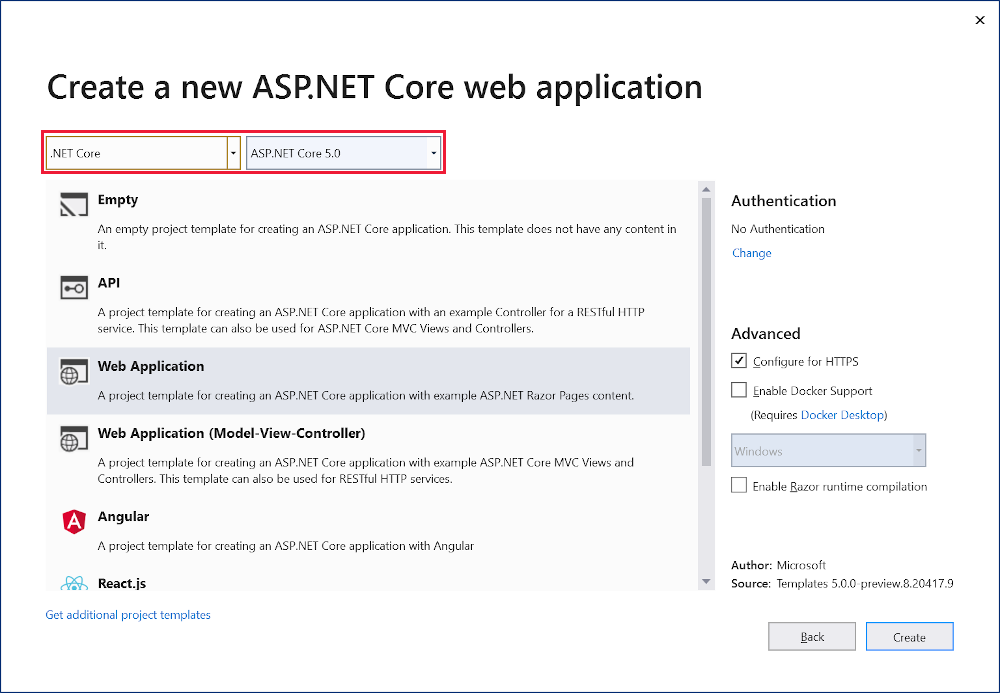 Create a new ASP.NET Core web application
.NET Core
ASP.NET Core 5.0
Empty
An empty project template for creating an ASP.NET Core application. This template does not have any content in
it.
API
A project template for creating an ASP.NET Core application with an example Controller for a RESTful HTTP
service. This template can also be used for ASP.NET Core MVC Views and Controllers.
Web Application
A project template for creating an ASP.NET Core application with example ASP.NET Razor Pages content.
Web Application (Model-View-Controller)
A project template for creating an ASP.NET Core application with example ASP.NET Core MVC Views and
Controllers. This template can also be used for RESTful HTTP services.
Angular
A project template for creating an ASP.NET Core application with Angular
React.js
Get additional project templates
Authentication
No Authentication
Change
Advanced
Configure for HTTPS
Enable Docker Support
(Requires Docker Desktop)
Windows
Enable Razor runtime compilation
Author: Microsoft
Source: Templates 5.0.0-preview.8.20417.9
Back
Create